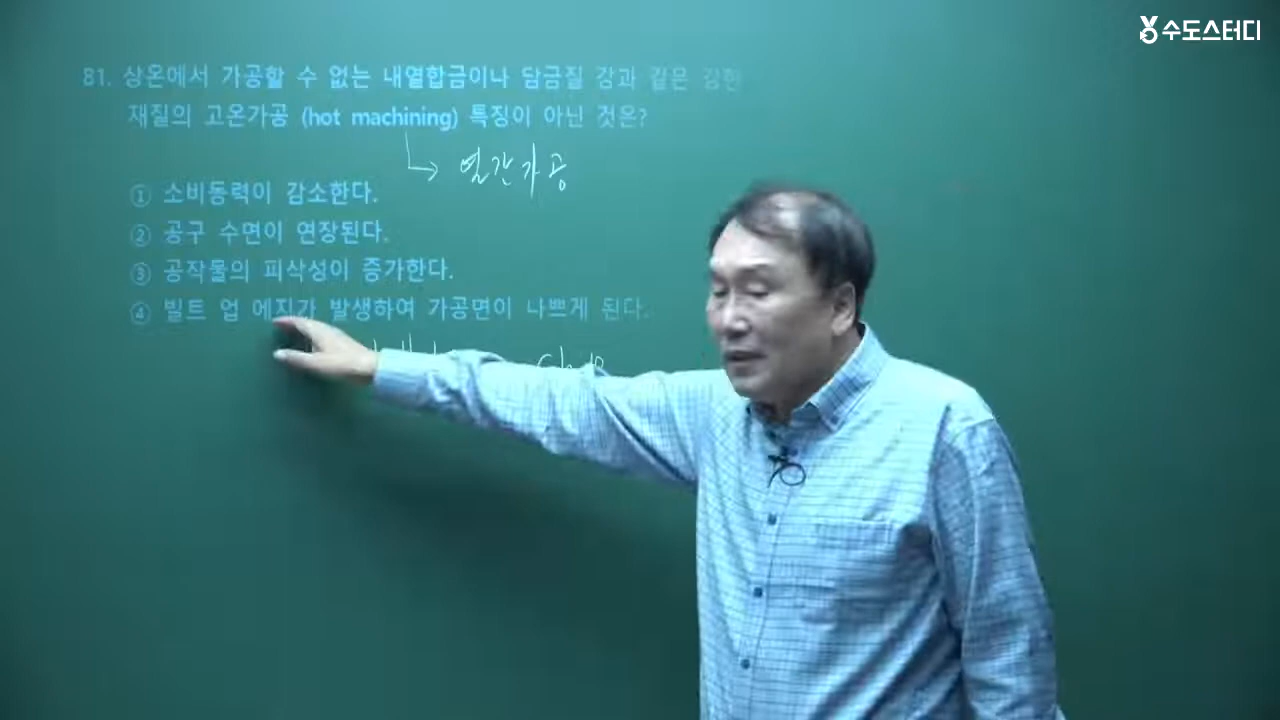 수도스터디
81. 상온에서 가공할 수 없는 내열합금이나 담금질 강과 같은 강한
재질의 고온가공 (hot machining) 특징이 아닌 것은?
열간가공
① 소비동력이 감소한다.
② 공구 수면이 연장된다.
③ 공작물의 피삭성이 증가한다.
④ 빌트 업 에지가 발생하여 가공면이 나쁘게 된다.